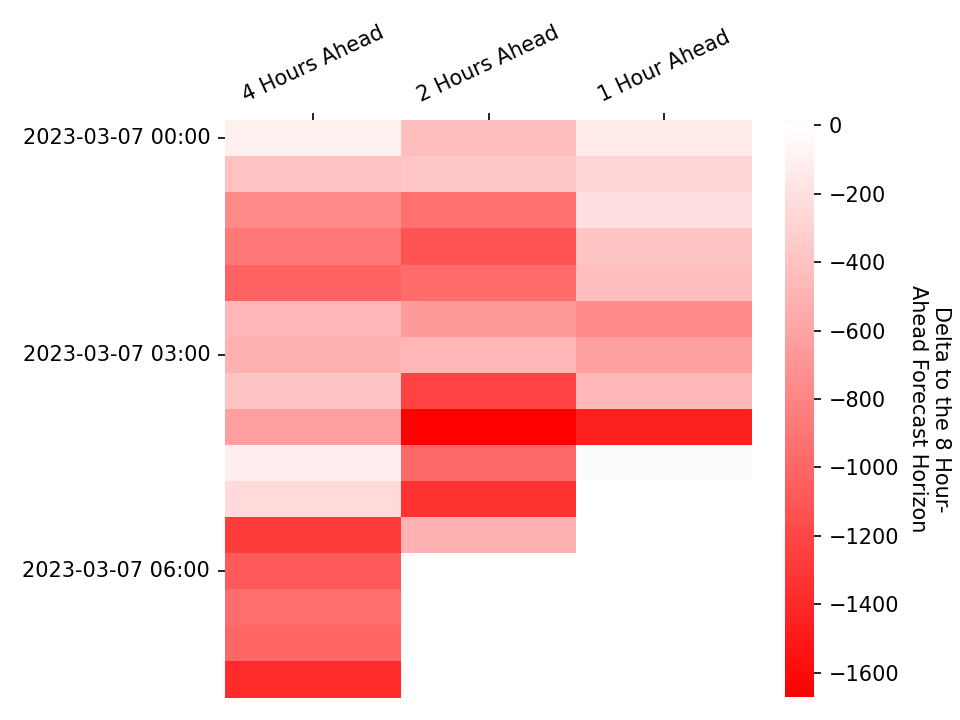 4 Hours Ahead
2 Hours Ahead
1 Hour Ahead
2023-03-07 00:00
2023-03-07 03:00
2023-03-07 06:00
0
−200
−400
−600
−800
−1000
−1200
−1400
−1600
Delta to the 8 Hour-
Ahead Forecast Horizon